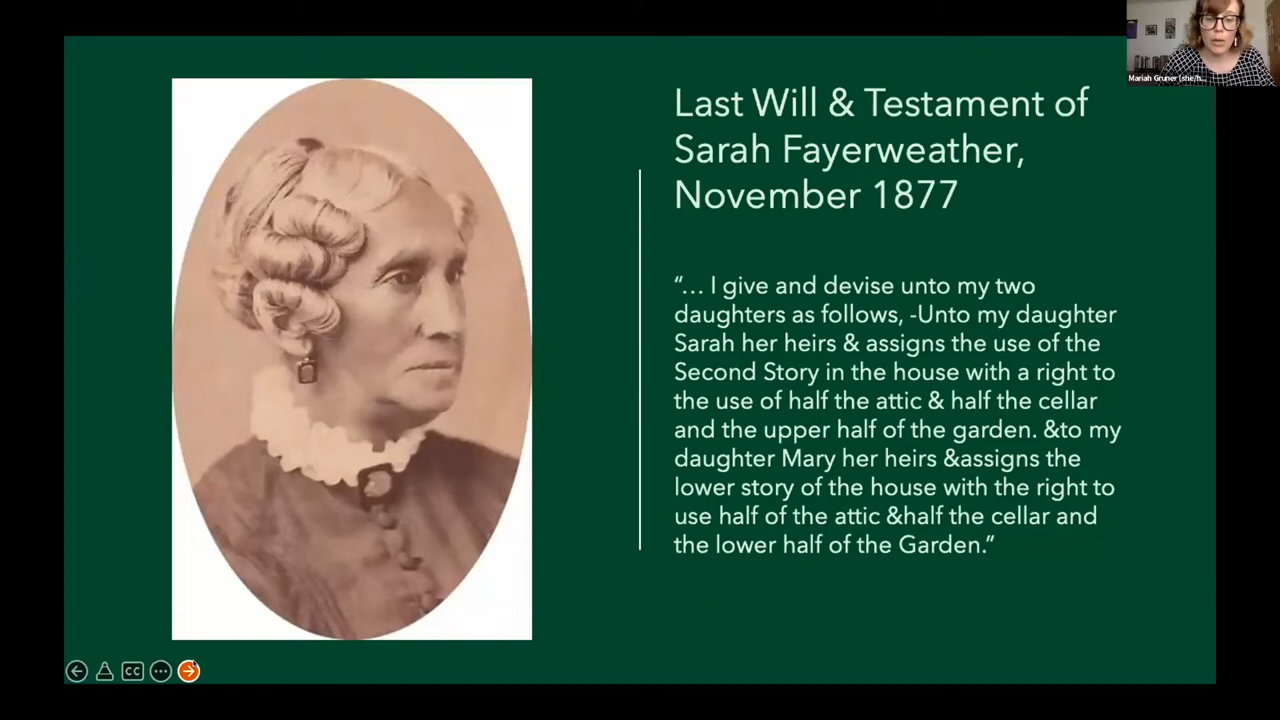 Mariah Gruner (she/h...
Last Will & Testament of
Sarah Fayerweather,
November 1877
“... I give and devise unto my two
daughters as follows, -Unto my daughter
Sarah her heirs & assigns the use of the
Second Story in the house with a right to
the use of half the attic & half the cellar
and the upper half of the garden. &to my
daughter Mary her heirs &assigns the
lower story of the house with the right to
use half of the attic &half the cellar and
the lower half of the Garden.”
CC